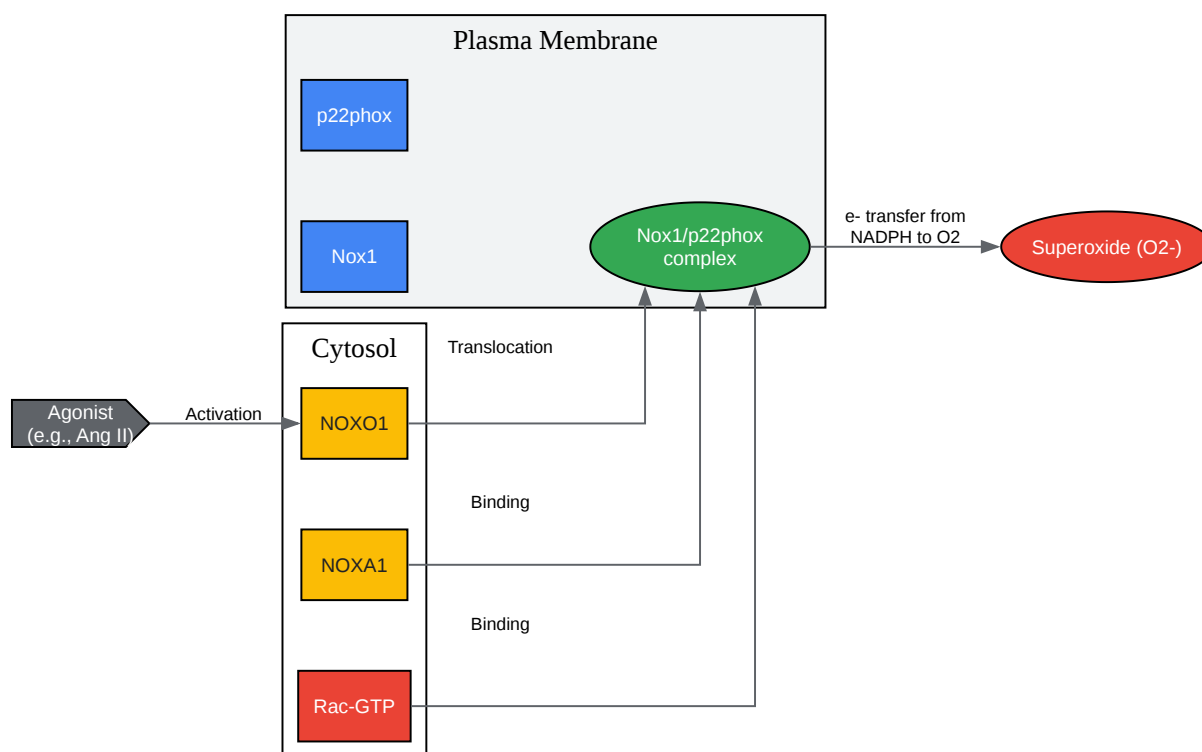 Plasma Membrane
p22phox
Nox1
Nox1/p22phox
complex
e- transfer from
NADPH to O2
Superoxide (O2-)
Cytosol
Translocation
Agonist
(e.g., Ang II)
Activation
NOXO1
Binding
NOXA1
Binding
Rac-GTP